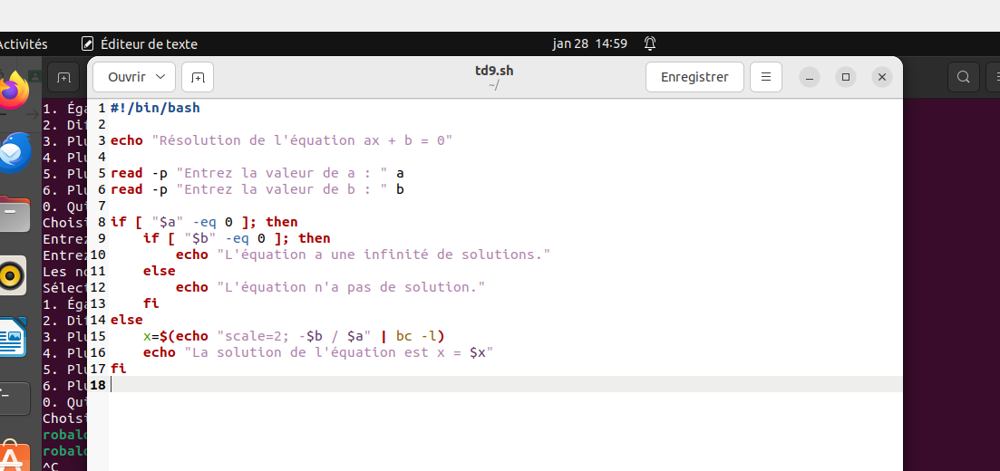 Activités
Éditeur de texte
jan 28 14:59
Ouvrir
td9.sh
~/
Enregistrer
1 #!/bin/bash
2
3 echo "Résolution de l'équation ax + b = 0"
4
5 read -p "Entrez la valeur de a : " a
6 read -p "Entrez la valeur de b : " b
7
8 if [ "$a" -eq 0 ]; then
9     if [ "$b" -eq 0 ]; then
10         echo "L'équation a une infinité de solutions."
11     else
12         echo "L'équation n'a pas de solution."
13     fi
14 else
15     x=$(echo "scale=2; -$b / $a" | bc -l)
16     echo "La solution de l'équation est x = $x"
17 fi
18
1. Éga
2. Dif
3. Plu
4. Plu
5. Plu
6. Plu
0. Qui
Choisi
Entrez
Entrez
Les no
Sélect
1. Éga
2. Dif
3. Plu
4. Plu
5. Plu
6. Plu
0. Qui
Choisi
robalo
robalo
^C